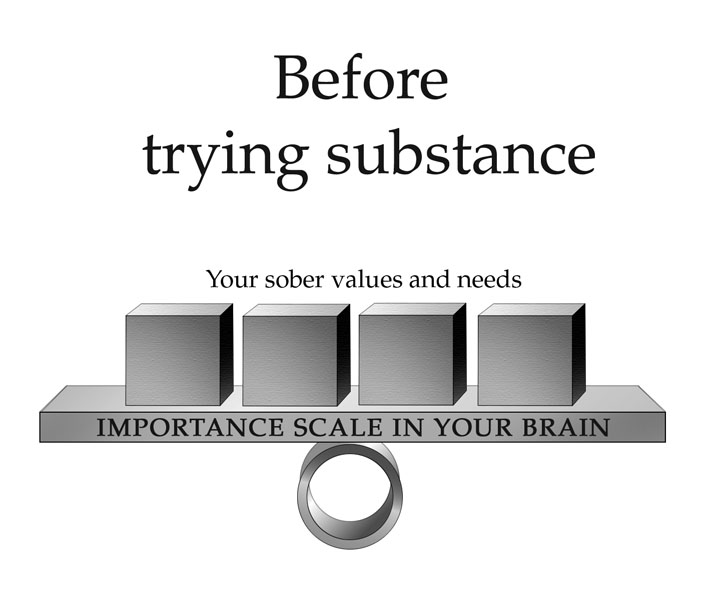 Before
trying substance
Your sober values and needs
IMPORTANCE SCALE IN YOUR BRAIN